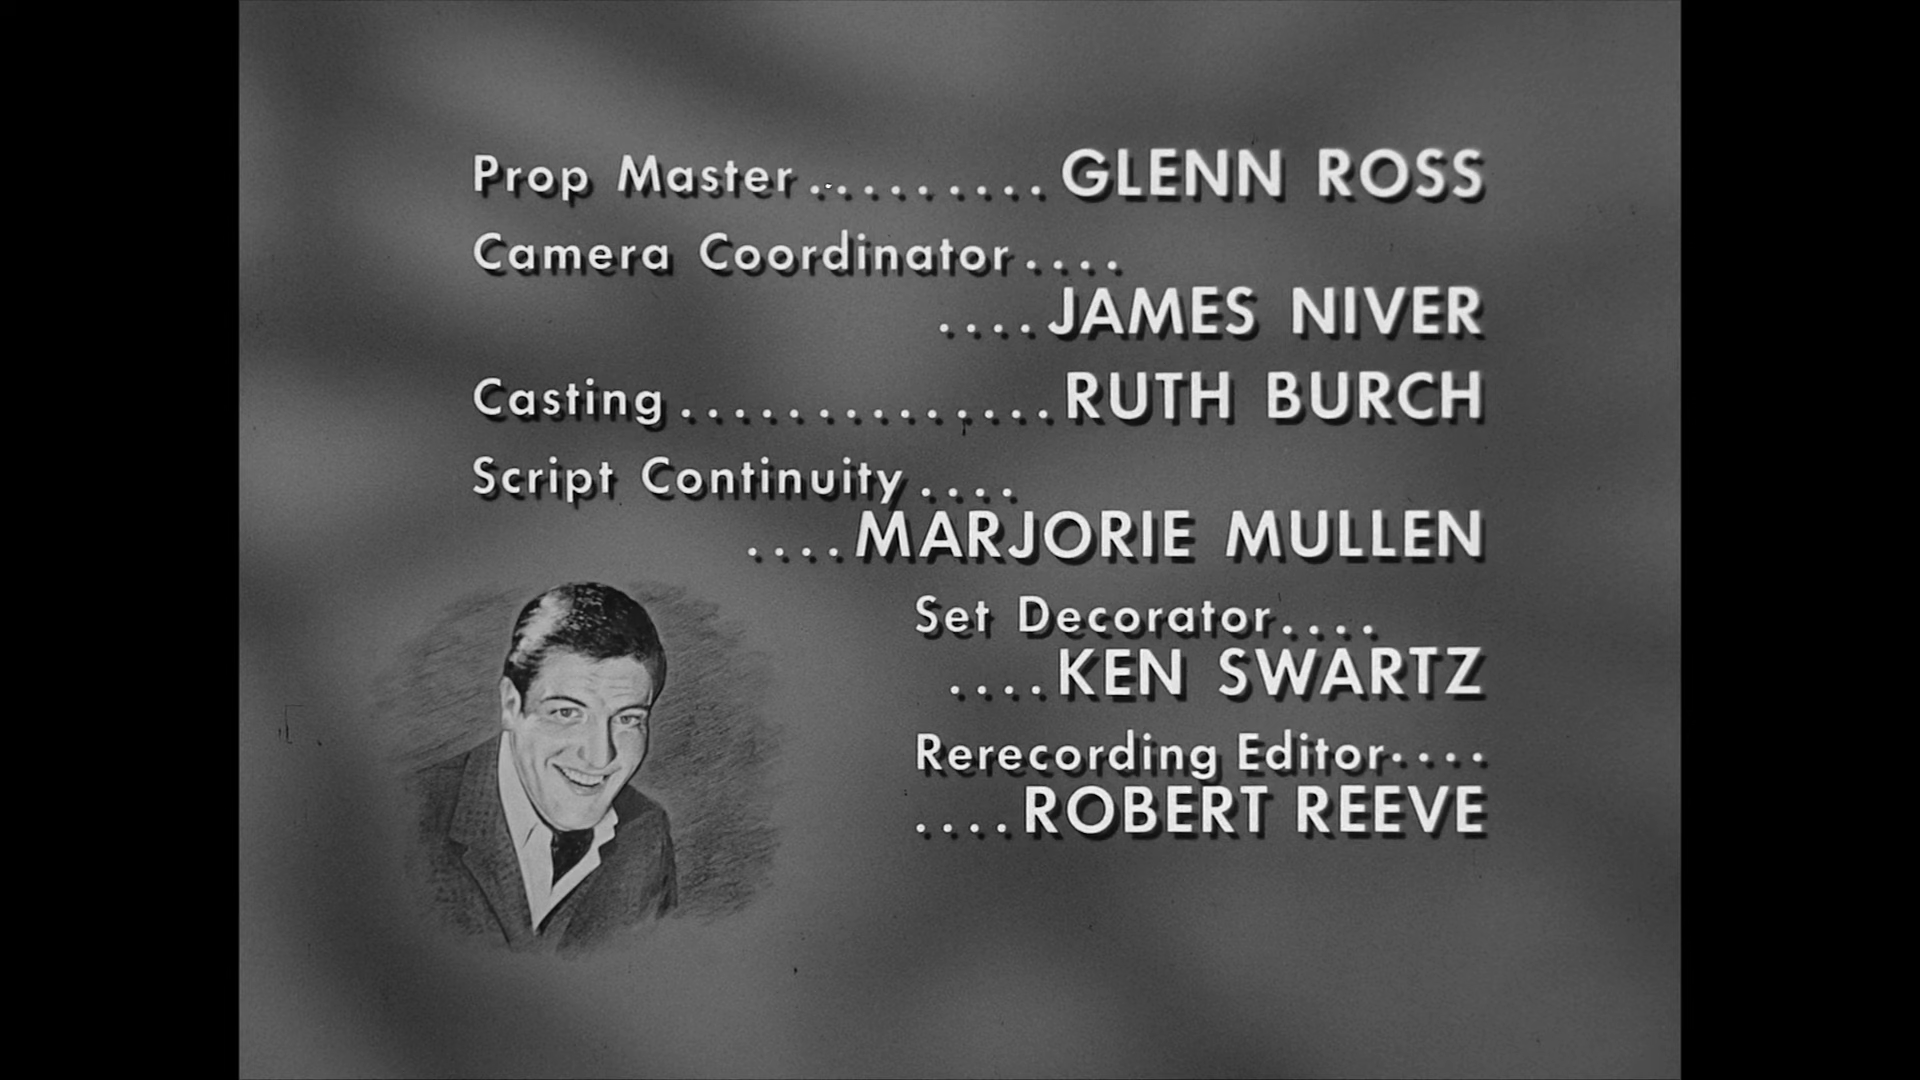 Prop Master.........GLENN ROSS
Camera Coordinator....
....JAMES NIVER
Casting..............RUTH BURCH
Script Continuity....
....MARJORIE MULLEN
Set Decorator....
....KEN SWARTZ
Rerecording Editor....
....ROBERT REEVE